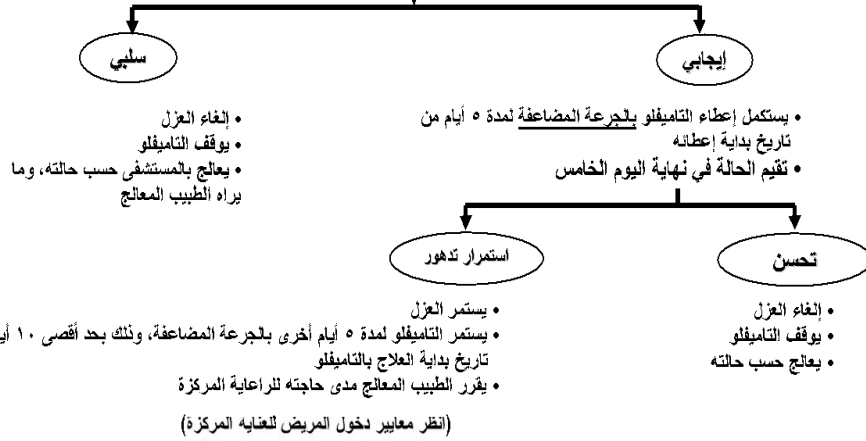 إيجابي
• يستكمل إعطاء التاميفلو بالجرعة المضاعفة لمدة ٥ أيام من
تاريخ بداية إعطائه
• تقيم الحالة في نهاية اليوم الخامس
سلبي
• إلغاء العزل
• يوقف التاميفلو
• يعالج بالمستشفى حسب حالته، وما
يراه الطبيب المعالج
تحسن
• إلغاء العزل
• يوقف التاميفلو
• يعالج حسب حالته
استمرار تدهور
• يستمر العزل
• يستمر التاميفلو لمدة ٥ أيام أخرى بالجرعة المضاعفة، وذلك بحد أقصى ١٠
تاريخ بداية العلاج بالتاميفلو
• يقرر الطبيب المعالج مدى حاجته للراعاية المركزة
(انظر معايير دخول المريض للعنايه المركزة)